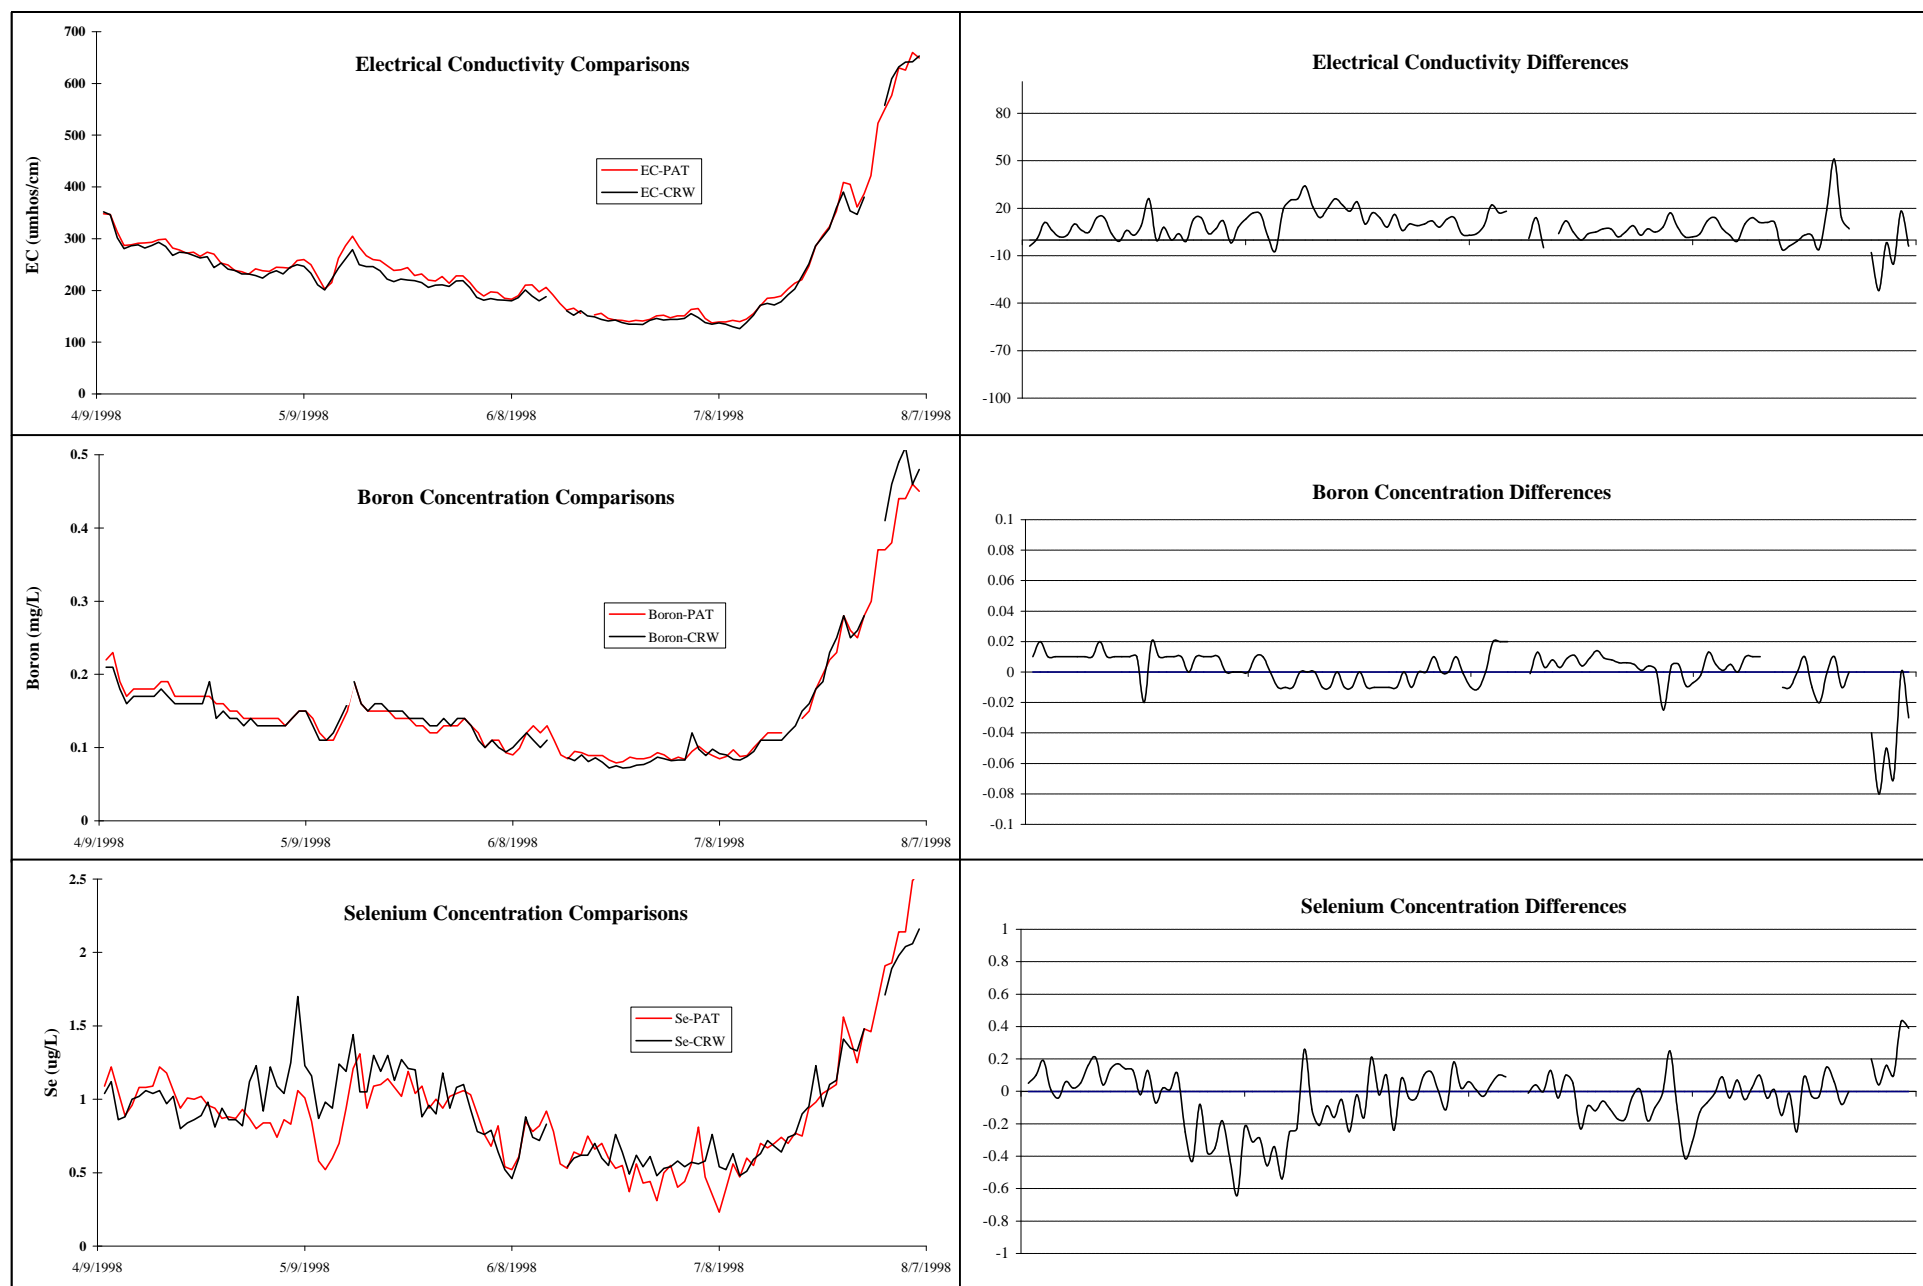 Electrical Conductivity Comparisons
EC (umhos/cm)
700
600
500
400
300
200
100
0
EC-PAT
EC-CRW
4/9/1998 5/9/1998 6/8/1998 7/8/1998 8/7/1998
Electrical Conductivity Differences
80
50
20
-10
-40
-70
-100
Boron Concentration Comparisons
Boron (mg/L)
0.5
0.4
0.3
0.2
0.1
0
Boron-PAT
Boron-CRW
4/9/1998 5/9/1998 6/8/1998 7/8/1998 8/7/1998
Boron Concentration Differences
0.1
0.08
0.06
0.04
0.02
0
-0.02
-0.04
-0.06
-0.08
-0.1
Selenium Concentration Comparisons
Se (ug/L)
2.5
2
1.5
1
0.5
0
Se-PAT
Se-CRW
4/9/1998 5/9/1998 6/8/1998 7/8/1998 8/7/1998
Selenium Concentration Differences
1
0.8
0.6
0.4
0.2
0
-0.2
-0.4
-0.6
-0.8
-1